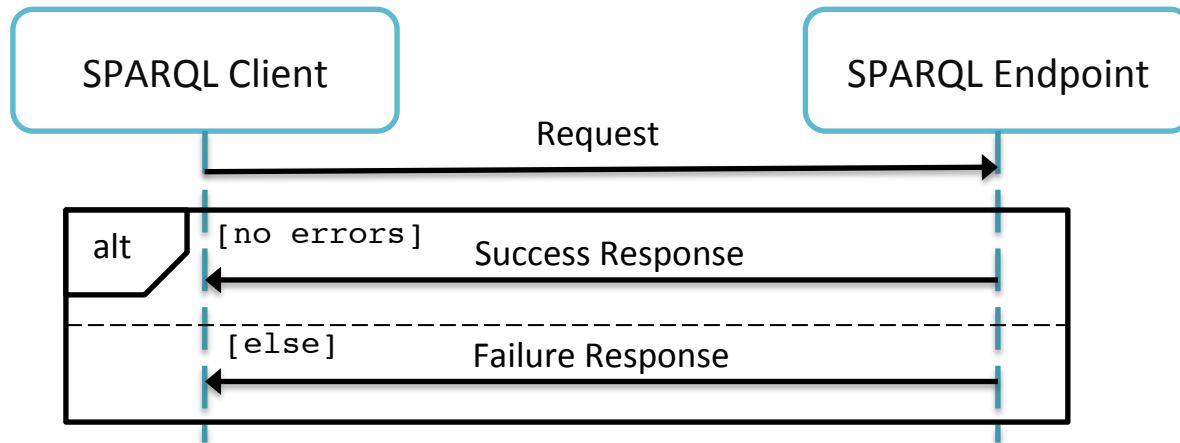 SPARQL Client
SPARQL Endpoint
Request
alt
[no errors]
Success Response
[else]
Failure Response